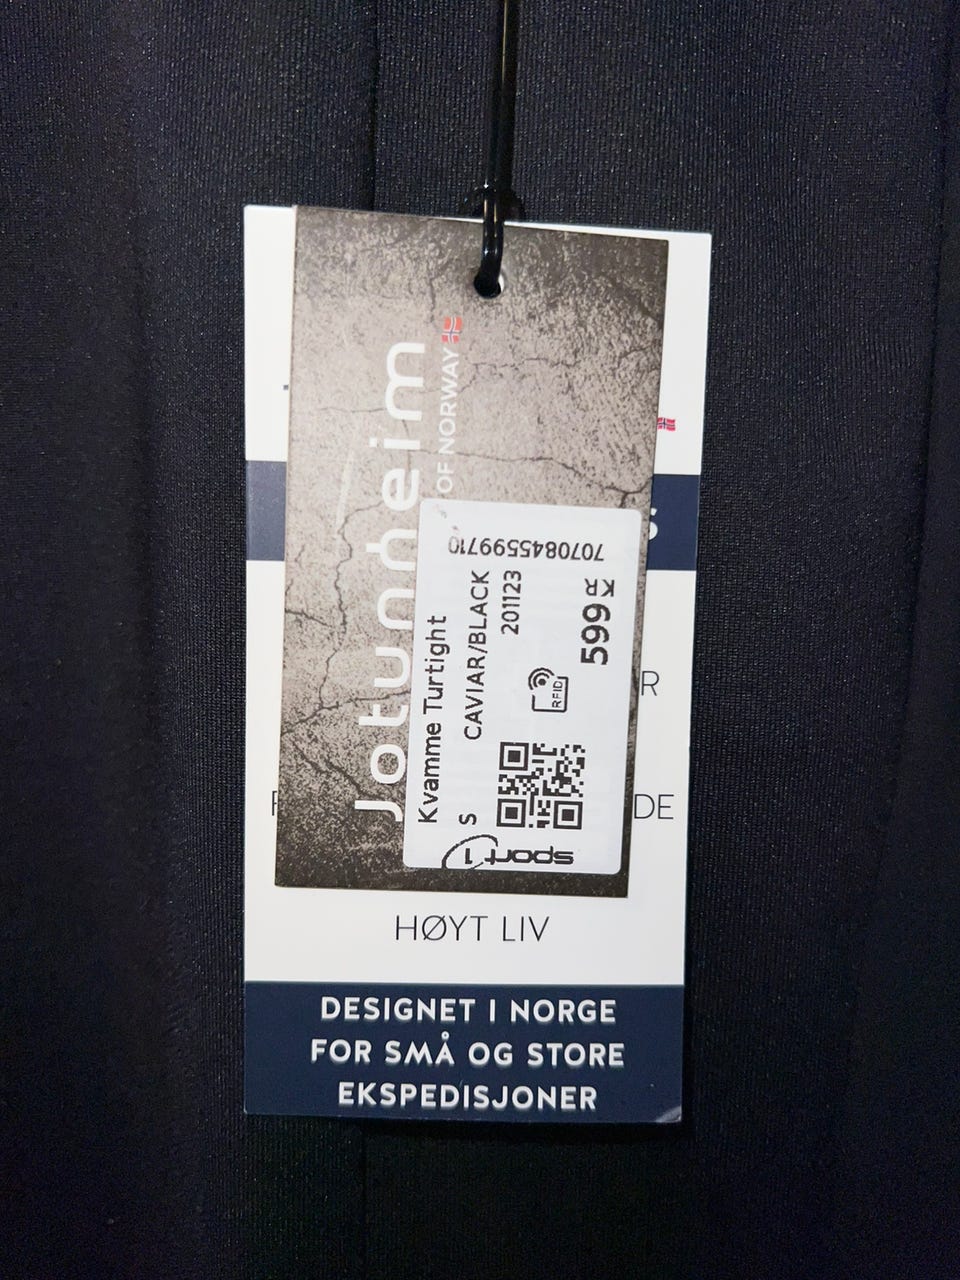 Jotunheim
OF NORWAY
7070845599710
Kvamme Turtight
S CAVIAR/BLACK
201123
RFID
599 KR
sport 1
R
DE
HØYT LIV
DESIGNET I NORGE
FOR SMÅ OG STORE
EKSPEDISJONER